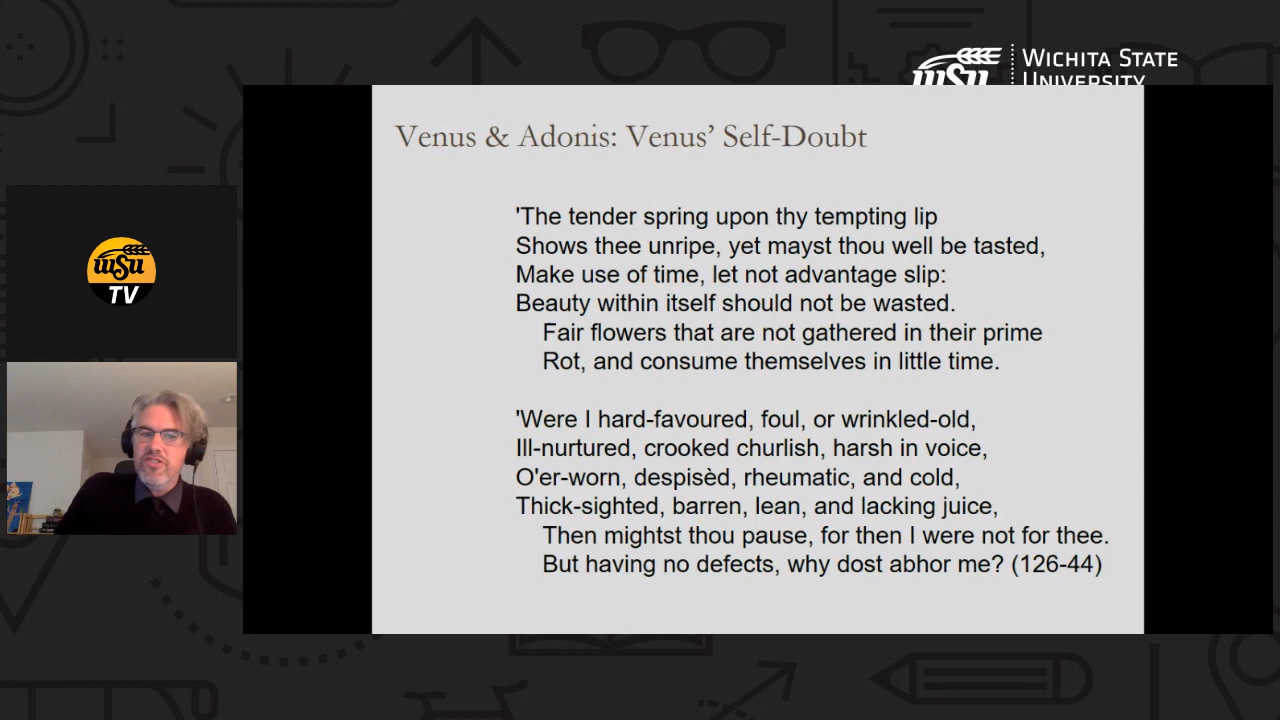 WSU
WICHITA STATE
UNIVERSITY
Venus & Adonis: Venus’ Self-Doubt
'The tender spring upon thy tempting lip
Shows thee unripe, yet mayst thou well be tasted,
Make use of time, let not advantage slip:
Beauty within itself should not be wasted.
Fair flowers that are not gathered in their prime
Rot, and consume themselves in little time.
'Were I hard-favoured, foul, or wrinkled-old,
Ill-nurtured, crooked churlish, harsh in voice,
O'er-worn, despisèd, rheumatic, and cold,
Thick-sighted, barren, lean, and lacking juice,
Then mightst thou pause, for then I were not for thee.
But having no defects, why dost abhor me? (126-44)
wsu
TV